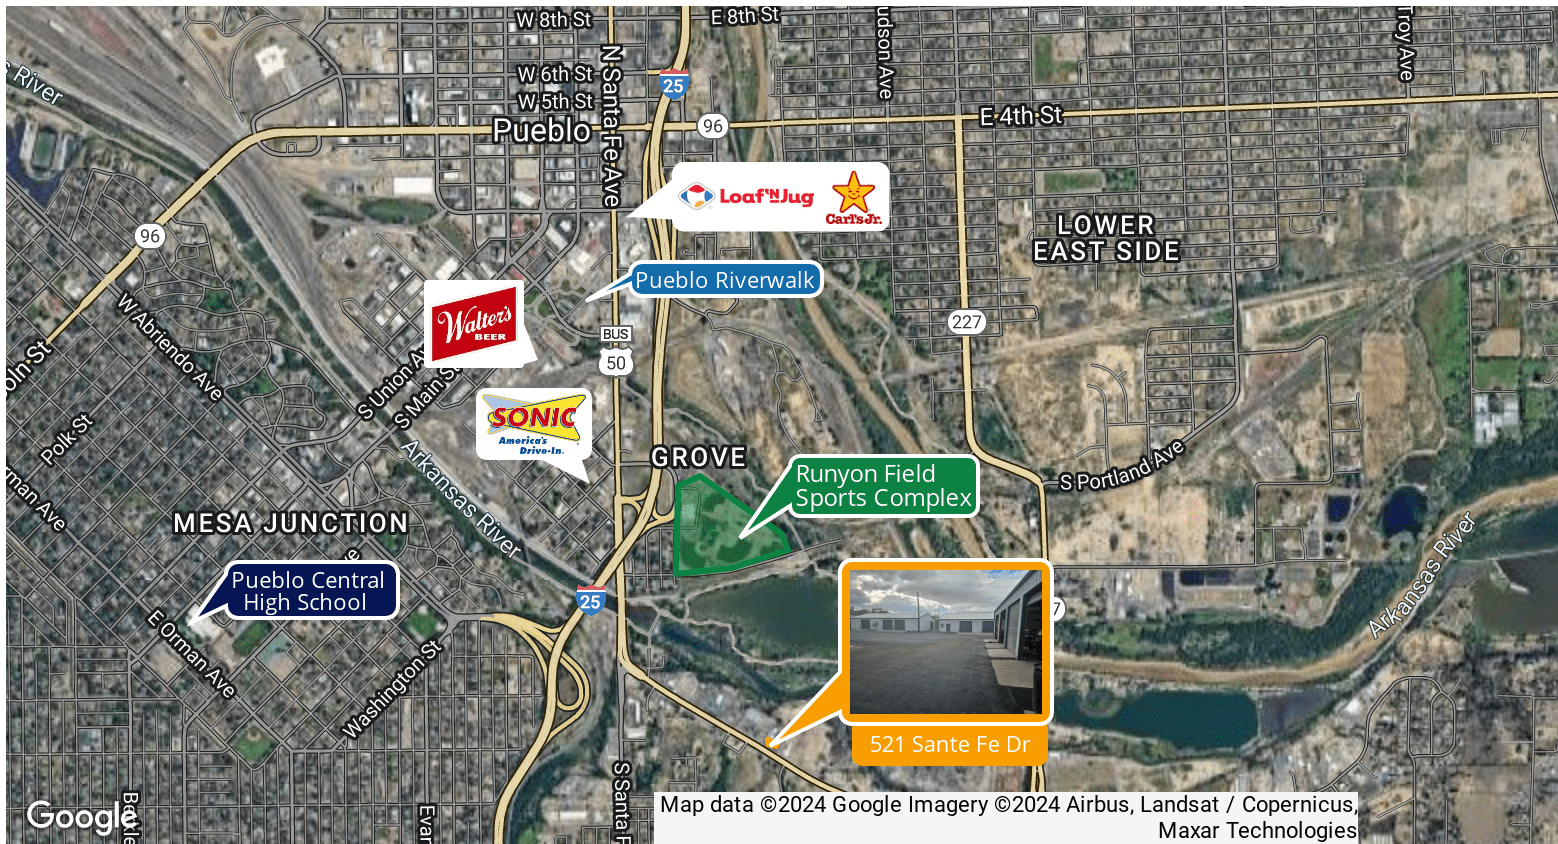 W 8th St
E 8th St
udson Ave
Troy Ave
s River
N Santa Fe Ave
W 6th St
25
W 5th St
E 4th St
Pueblo
96
Loaf 'N Jug
Carl's Jr.
96
LOWER
EAST SIDE
Pueblo Riverwalk
Walter's
BEER
227
BUS
50
W Abriendo Ave
oln St
S Union Av
S Main St
SONIC
America's
Drive-In
Polk St
GROVE
Runyon Field
Sports Complex
S Portland Ave
Arkansas River
rman Ave
MESA JUNCTION
Arkansas River
e
Pueblo Central
High School
25
7
E Orman Ave
Washington St
521 Sante Fe Dr
S Santa F
Evan
Google
Map data ©2024 Google Imagery ©2024 Airbus, Landsat / Copernicus,
Maxar Technologies